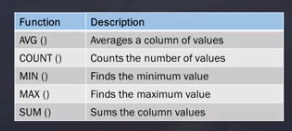 Function Description
AVG () Averages a column of values
COUNT () Counts the number of values
MIN () Finds the minimum value
MAX () Finds the maximum value
SUM () Sums the column values